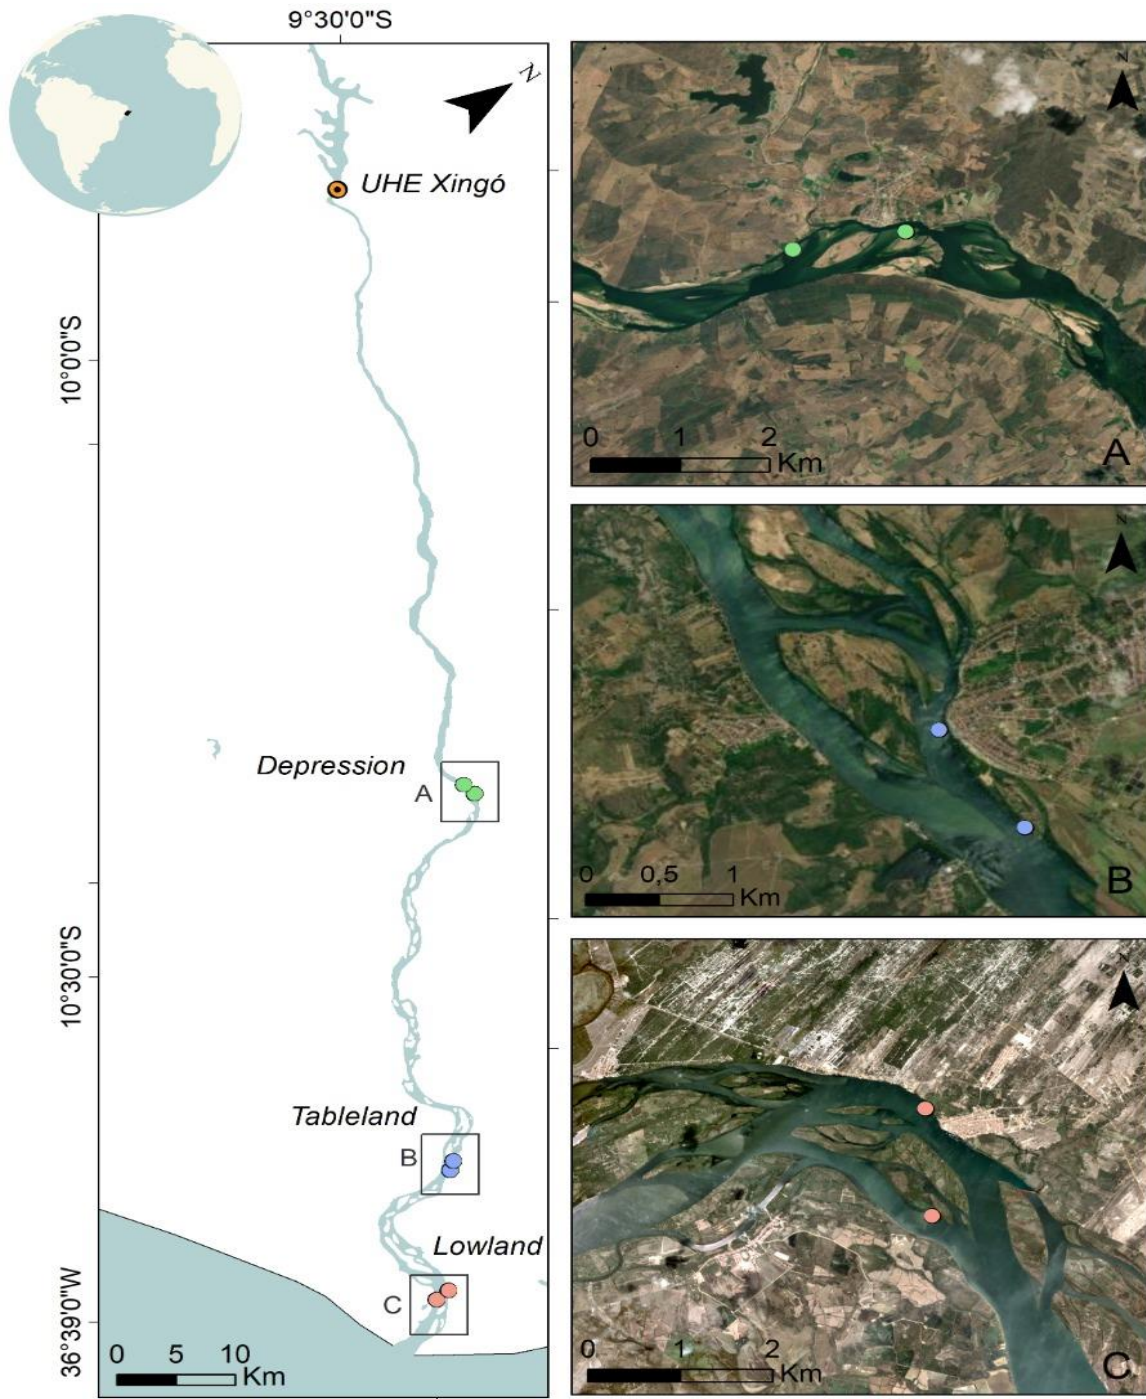 9°30'0"S
N
UHE Xingó
10°0'0"S
Depression
A
10°30'0"S
Tableland
B
Lowland
C
36°39'0"W
0 5 10
Km
N
0 1 2
Km
A
N
0 0,5 1
Km
B
N
0 1 2
Km
C